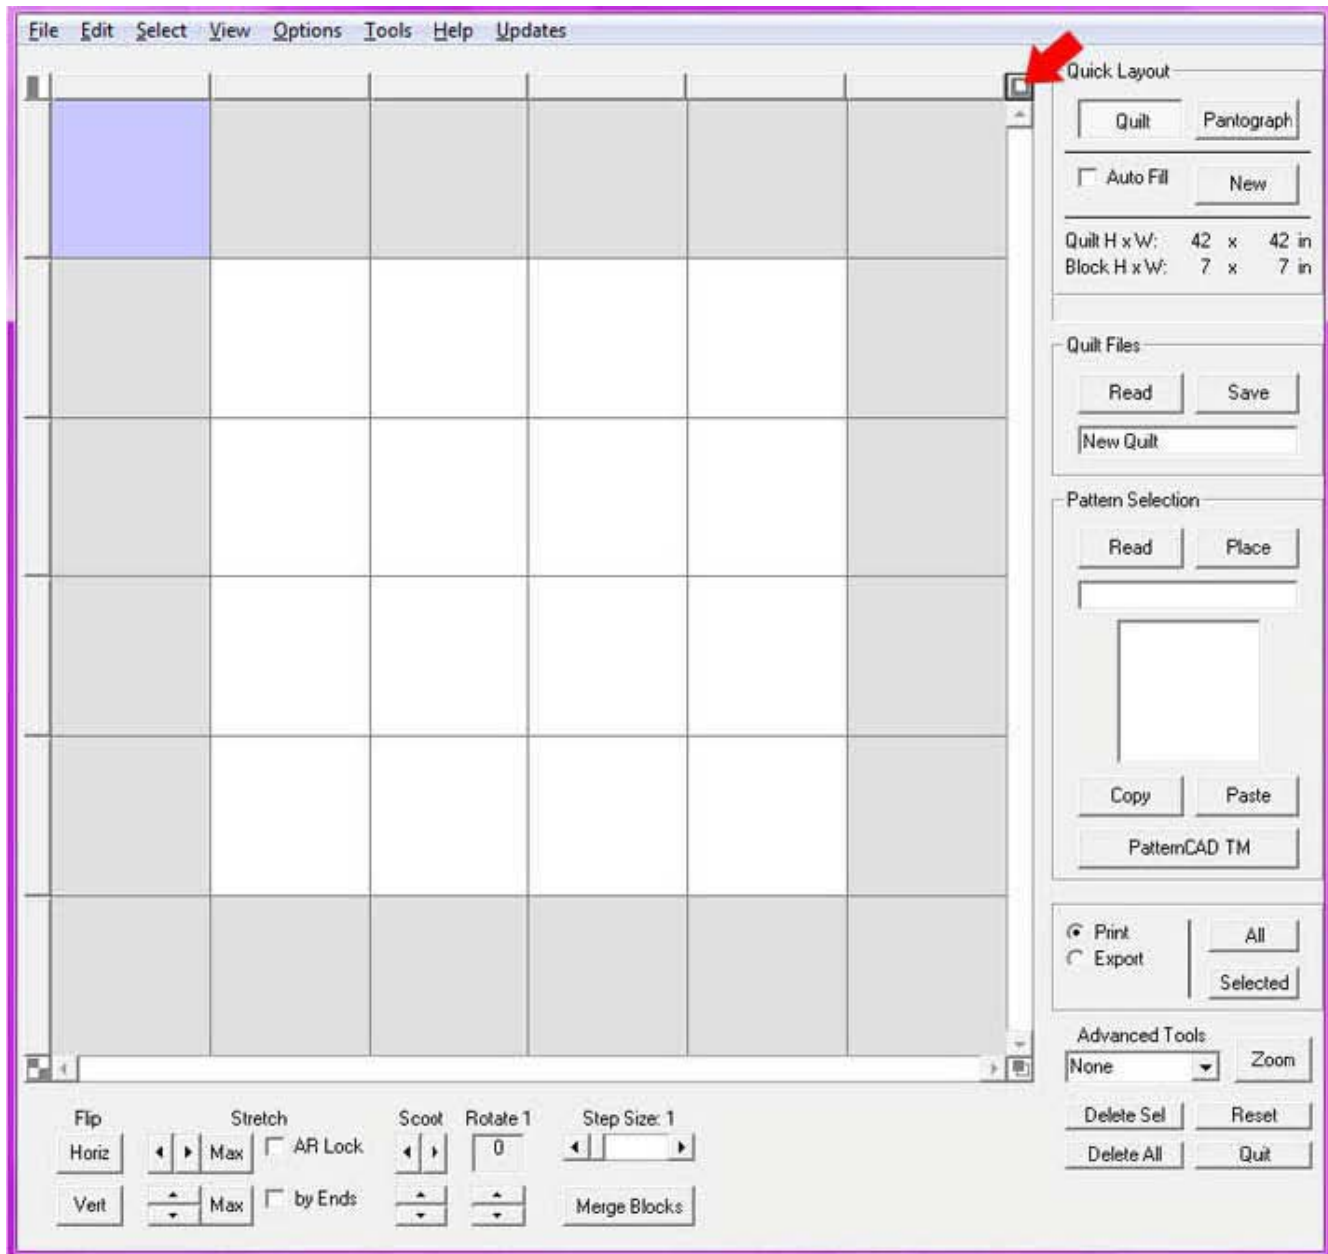 File Edit Select View Options Tools Help Updates
Quick Layout
Quilt Pantograph
Auto Fill New
Quilt H x W: 42 x 42 in
Block H x W: 7 x 7 in
Quilt Files
Read Save
New Quilt
Pattern Selection
Read Place
Copy Paste
PatternCAD TM
Print All
Export
Selected
Advanced Tools
None Zoom
Delete Sel Reset
Delete All Quit
Flip Stretch Scoot Rotate 1 Step Size: 1
Horiz Max AR Lock 0
Vert Max by Ends Merge Blocks